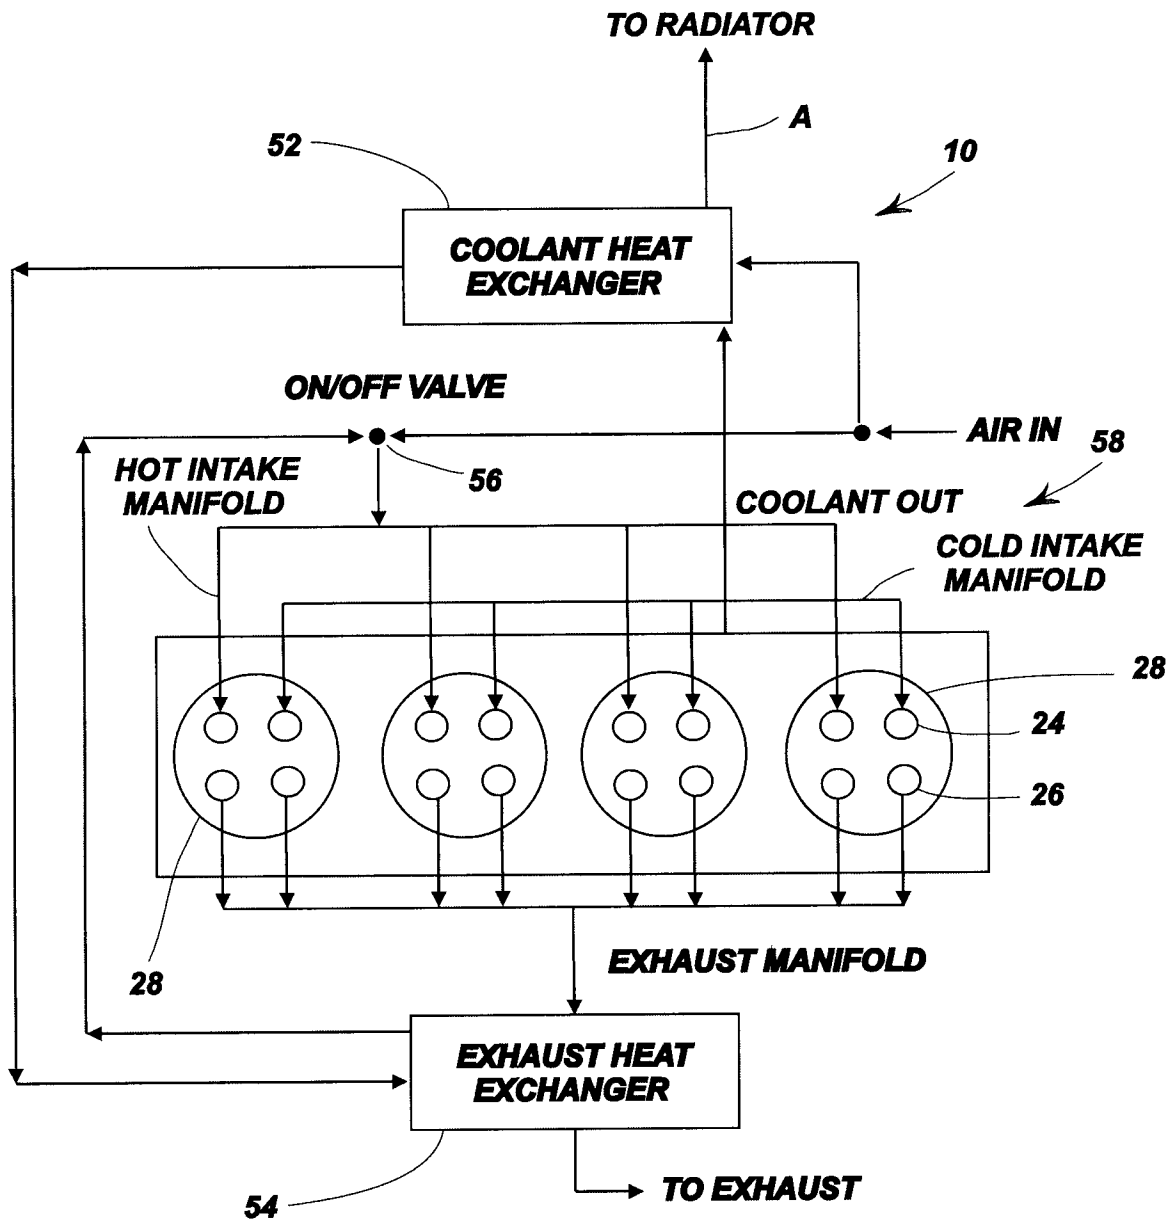 TO RADIATOR
A
52
10
COOLANT HEAT
EXCHANGER
ON/OFF VALVE
AIR IN
58
HOT INTAKE
MANIFOLD
56
COOLANT OUT
COLD INTAKE
MANIFOLD
28
24
26
28
EXHAUST MANIFOLD
EXHAUST HEAT
EXCHANGER
54
TO EXHAUST